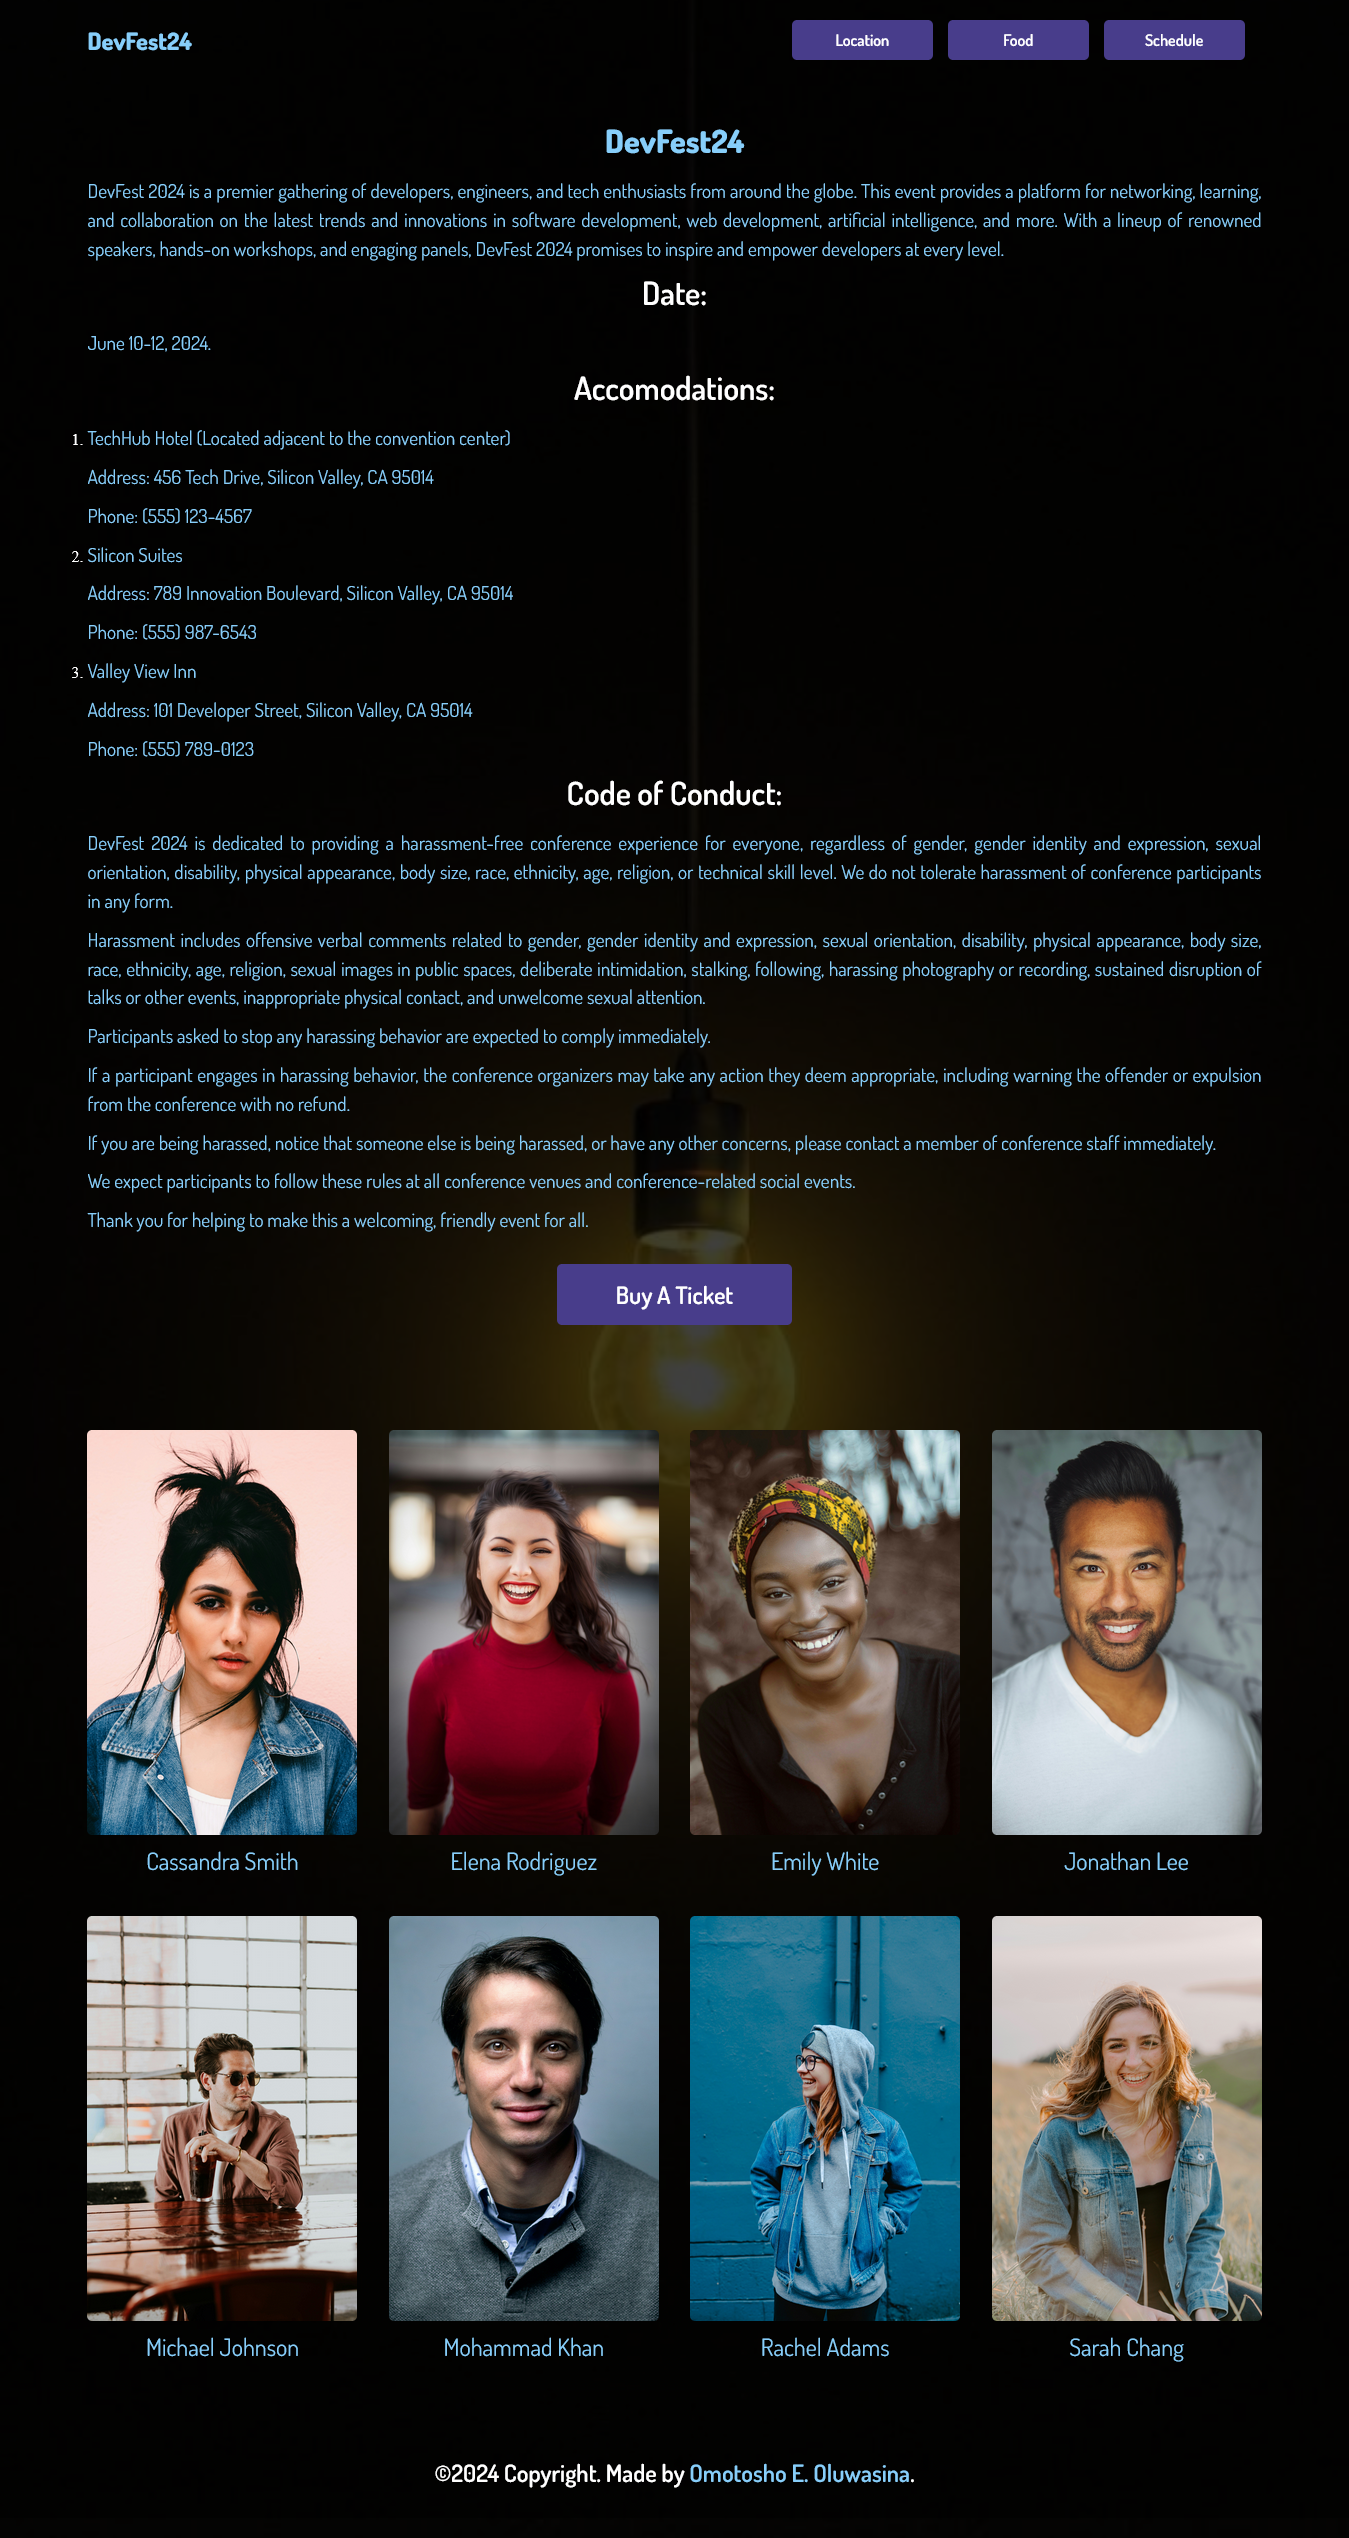 DevFest24
Location
Food
Schedule
DevFest24
DevFest 2024 is a premier gathering of developers, engineers, and tech enthusiasts from around the globe. This event provides a platform for networking, learning,
and collaboration on the latest trends and innovations in software development, web development, artificial intelligence, and more. With a lineup of renowned
speakers, hands-on workshops, and engaging panels, DevFest 2024 promises to inspire and empower developers at every level.
Date:
June 10-12, 2024.
Accomodations:
1. TechHub Hotel (Located adjacent to the convention center)
Address: 456 Tech Drive, Silicon Valley, CA 95014
Phone: (555) 123-4567
2. Silicon Suites
Address: 789 Innovation Boulevard, Silicon Valley, CA 95014
Phone: (555) 987-6543
3. Valley View Inn
Address: 101 Developer Street, Silicon Valley, CA 95014
Phone: (555) 789-0123
Code of Conduct:
DevFest 2024 is dedicated to providing a harassment-free conference experience for everyone, regardless of gender, gender identity and expression, sexual
orientation, disability, physical appearance, body size, race, ethnicity, age, religion, or technical skill level. We do not tolerate harassment of conference participants
in any form.
Harassment includes offensive verbal comments related to gender, gender identity and expression, sexual orientation, disability, physical appearance, body size,
race, ethnicity, age, religion, sexual images in public spaces, deliberate intimidation, stalking, following, harassing photography or recording, sustained disruption of
talks or other events, inappropriate physical contact, and unwelcome sexual attention.
Participants asked to stop any harassing behavior are expected to comply immediately.
If a participant engages in harassing behavior, the conference organizers may take any action they deem appropriate, including warning the offender or expulsion
from the conference with no refund.
If you are being harassed, notice that someone else is being harassed, or have any other concerns, please contact a member of conference staff immediately.
We expect participants to follow these rules at all conference venues and conference-related social events.
Thank you for helping to make this a welcoming, friendly event for all.
Buy A Ticket
Cassandra Smith
Elena Rodriguez
Emily White
Jonathan Lee
Michael Johnson
Mohammad Khan
Rachel Adams
Sarah Chang
©2024 Copyright. Made by Omotosho E. Oluwasina.